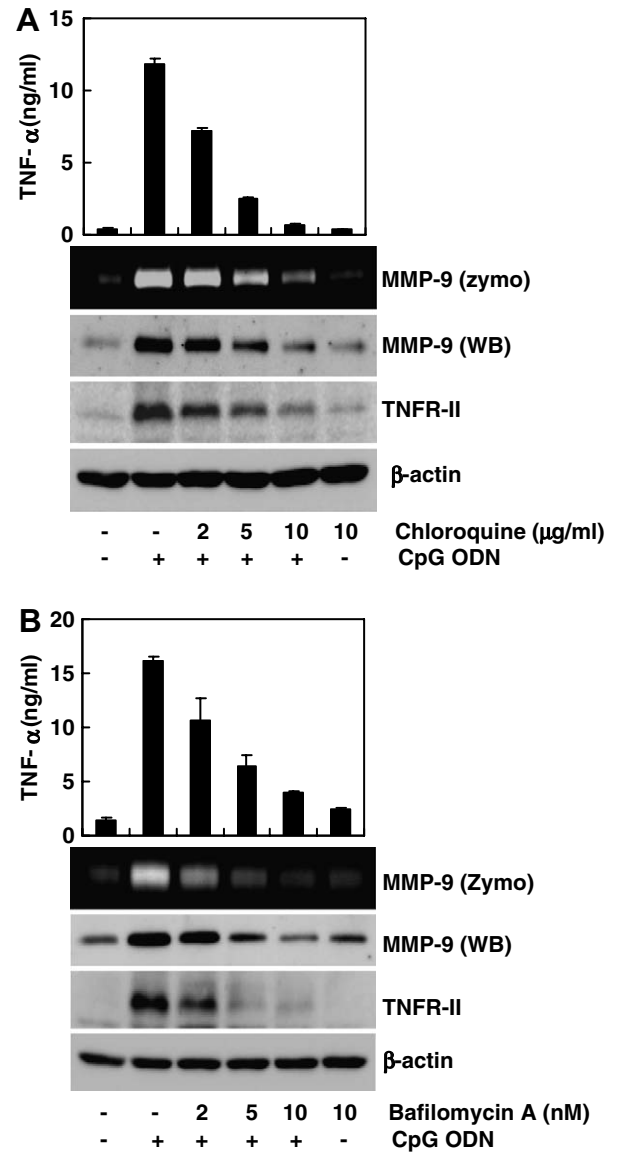 A
15
10
5
0
TNF- α(ng/ml)
MMP-9 (zymo)
MMP-9 (WB)
TNFR-II
β-actin
- - 2 5 10 10 Chloroquine (μg/ml)
- + + + + - CpG ODN
B
20
15
10
5
0
TNF- α(ng/ml)
MMP-9 (Zymo)
MMP-9 (WB)
TNFR-II
β-actin
- - 2 5 10 10 Bafilomycin A (nM)
- + + + + - CpG ODN